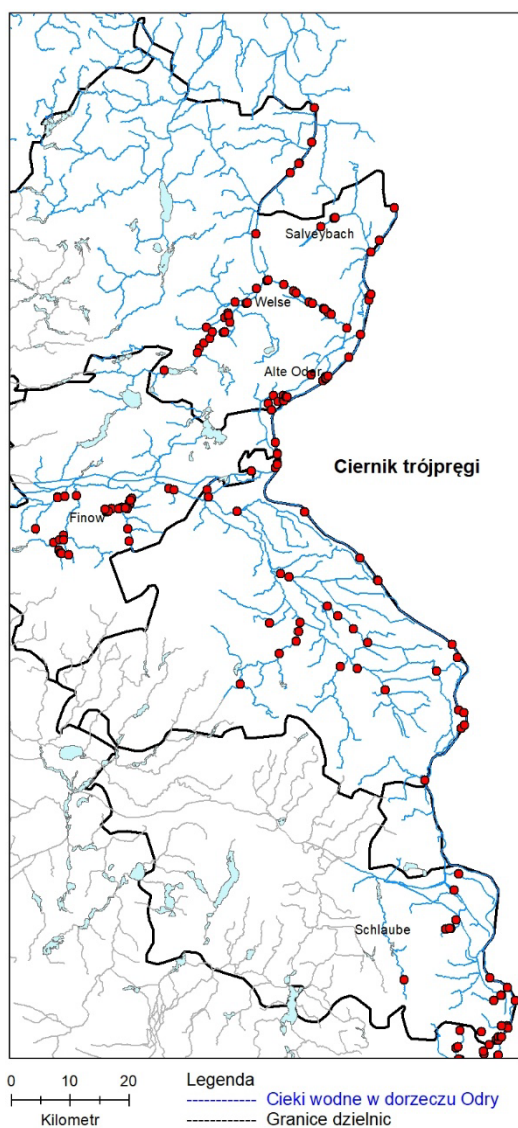 Salveybach
Welse
Alte Oder
Ciernik trójpręgi
Finow
Schlaube
0 10 20
Kilometr
Legenda
Cieki wodne w dorzeczu Odry
Granice dzielnic